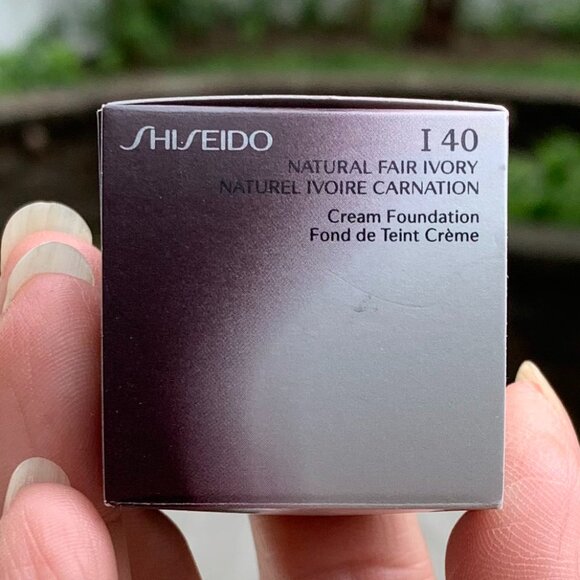 SHISEIDO
I 40
NATURAL FAIR IVORY
NATUREL IVOIRE CARNATION
Cream Foundation
Fond de Teint Crème